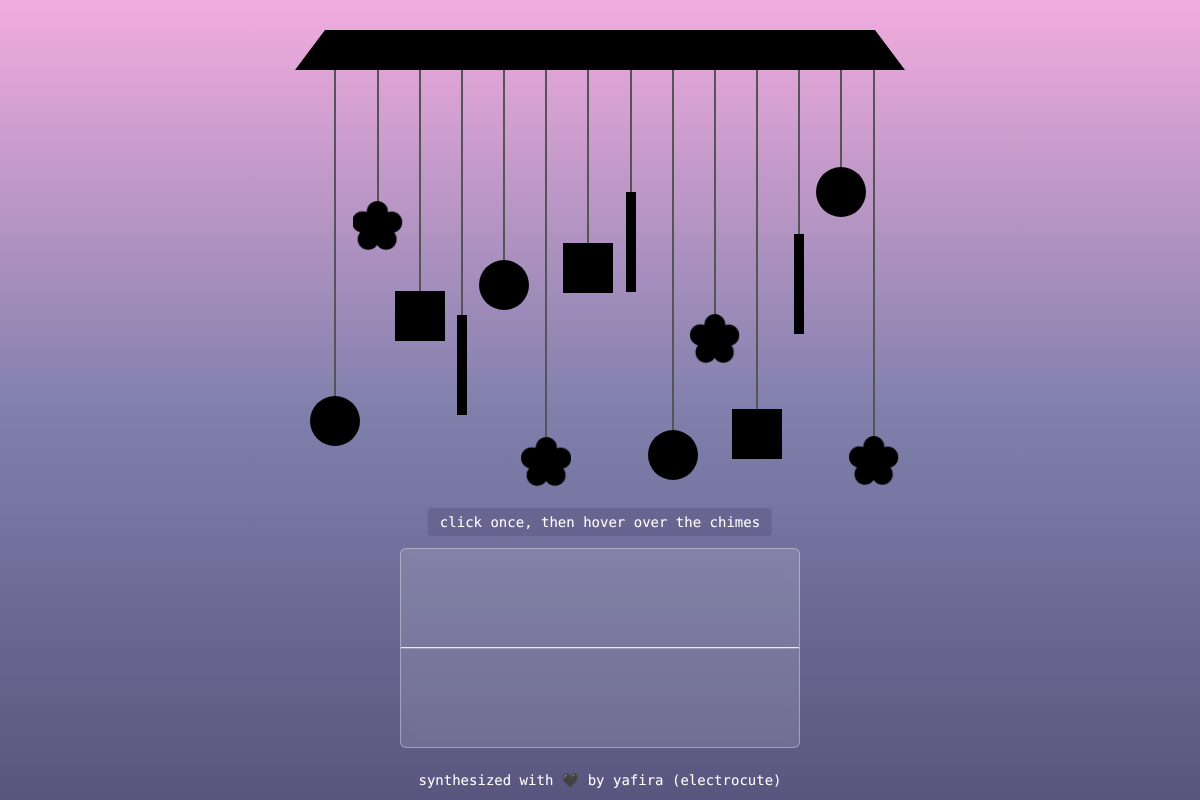 click once, then hover over the chimes
synthesized with 🖤 by yafira (electrocute)